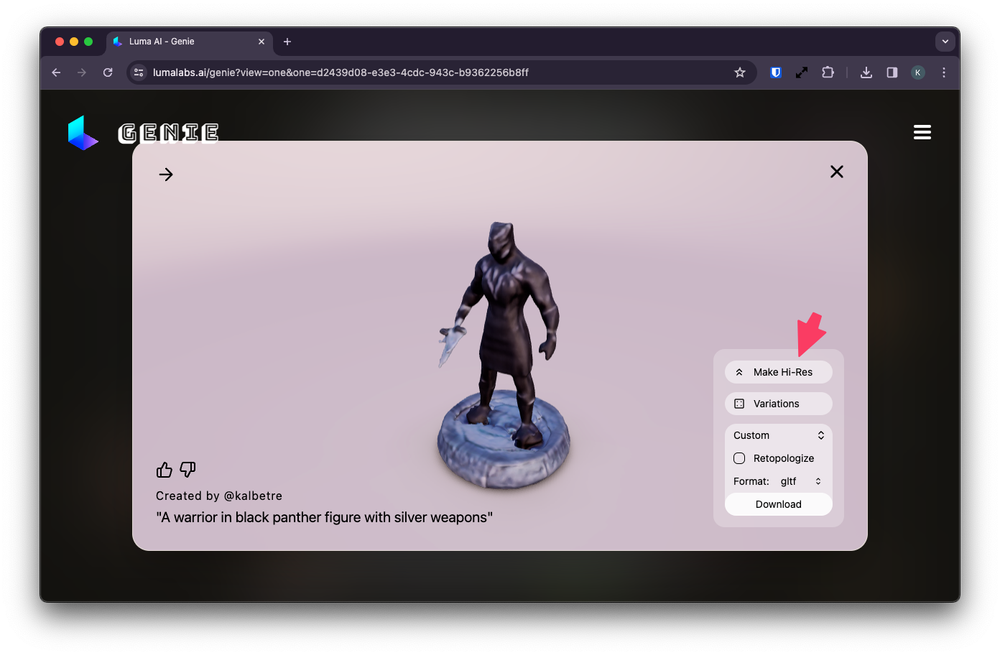 Luma AI - Genie
lumalabs.ai/genie?view=one&one=d2439d08-e3e3-4cdc-943c-b9362256b8ff
K
GENIE
Make Hi-Res
Variations
Custom
Retopologize
Format: gltf
Download
Created by @kalbetre
"A warrior in black panther figure with silver weapons"